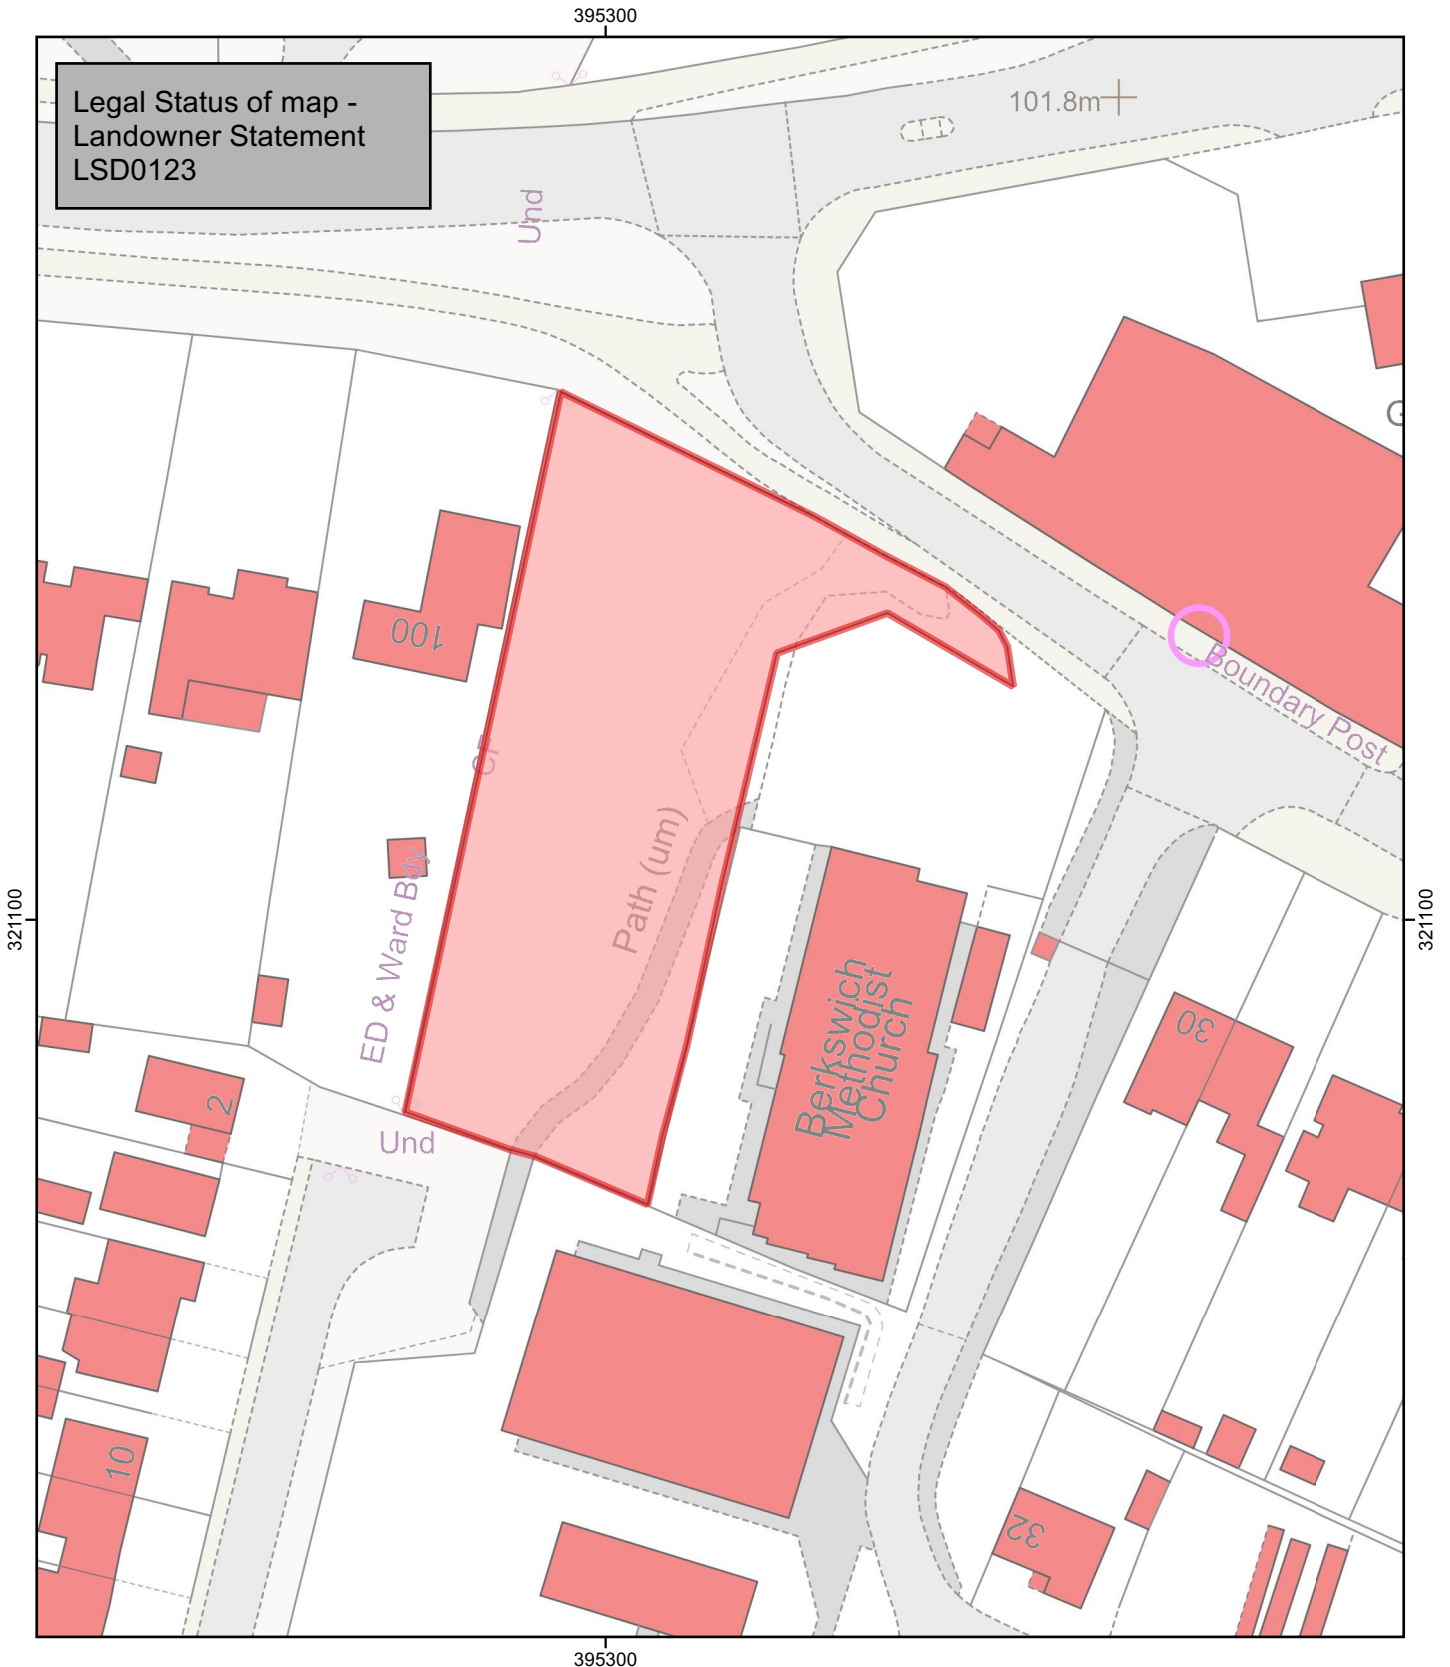 395300
Legal Status of map -
Landowner Statement
LSD0123
101.8m
Und
G
100
Boundary Post
CF
Path (um)
ED & Ward Bdy
321100
321100
Berkswich
Methodist
Church
30
2
Und
10
32
395300